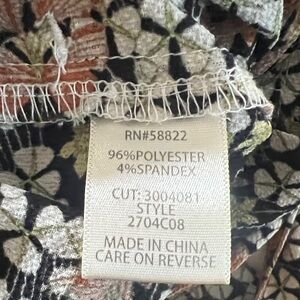 RN#58822
96%POLYESTER
4%SPANDEX
CUT: 3004081
STYLE
2704C08
MADE IN CHINA
CARE ON REVERSE